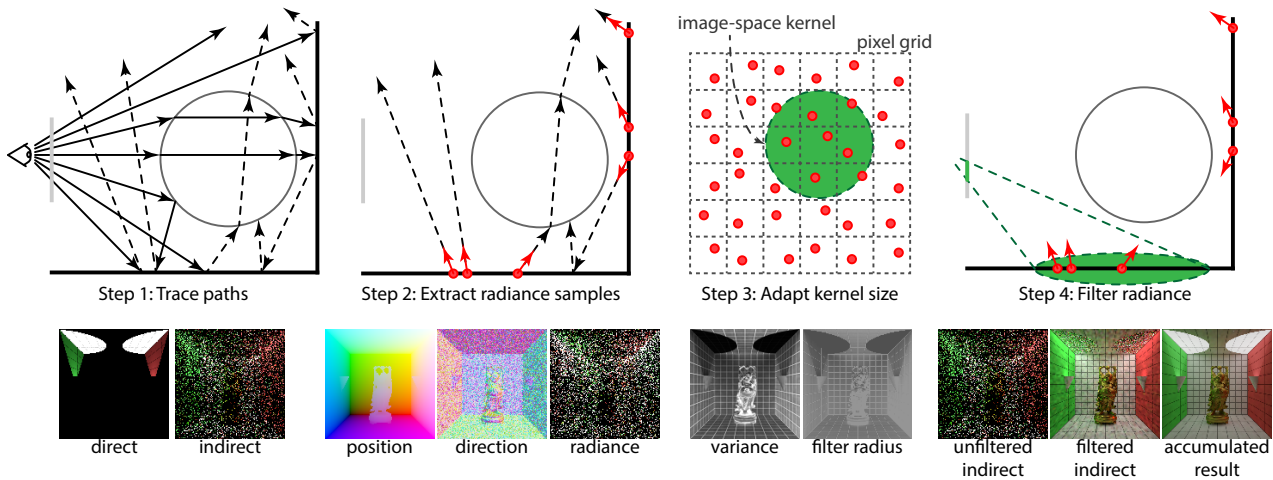 image-space kernel
pixel grid
Step 1: Trace paths
Step 2: Extract radiance samples
Step 3: Adapt kernel size
Step 4: Filter radiance
direct
indirect
position
direction
radiance
variance
filter radius
unfiltered
indirect
filtered
indirect
accumulated
result